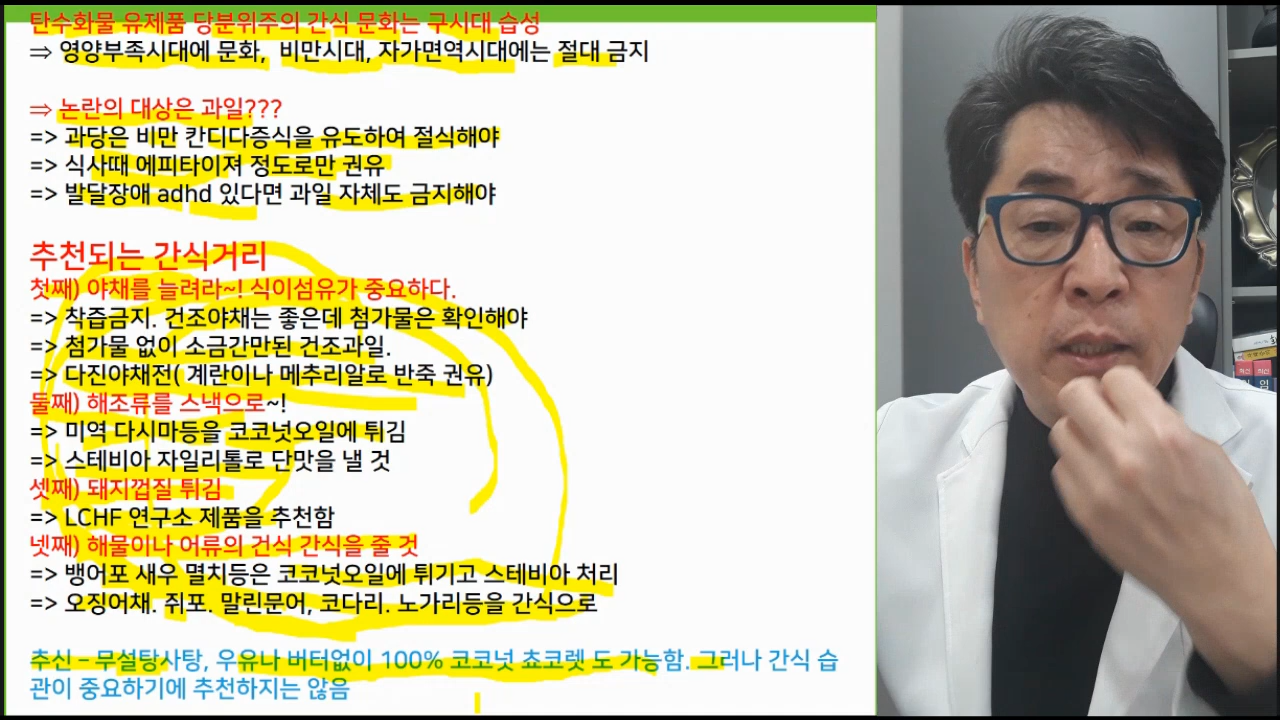 탄수화물 유제품 당분위주의 간식 문화는 구시대 습성
⇒ 영양부족시대에 문화, 비만시대, 자가면역시대에는 절대 금지
⇒ 논란의 대상은 과일???
=> 과당은 비만 칸디다증식을 유도하여 절식해야
=> 식사때 에피타이져 정도로만 권유
=> 발달장애 adhd 있다면 과일 자체도 금지해야
추천되는 간식거리
첫째) 야채를 늘려라~! 식이섬유가 중요하다.
=> 착즙금지. 건조야채는 좋은데 첨가물은 확인해야
=> 첨가물 없이 소금간만된 건조과일.
=> 다진야채전( 계란이나 메추리알로 반죽 권유)
둘째) 해조류를 스낵으로~!
=> 미역 다시마등을 코코넛오일에 튀김
=> 스테비아 자일리톨로 단맛을 낼 것
셋째) 돼지껍질 튀김
=> LCHF 연구소 제품을 추천함
넷째) 해물이나 어류의 건식 간식을 줄 것
=> 뱅어포 새우 멸치등은 코코넛오일에 튀기고 스테비아 처리
=> 오징어채. 쥐포. 말린문어, 코다리. 노가리등을 간식으로
추신 – 무설탕사탕, 우유나 버터없이 100% 코코넛 쵸코렛 도 가능함. 그러나 간식 습
관이 중요하기에 추천하지는 않음